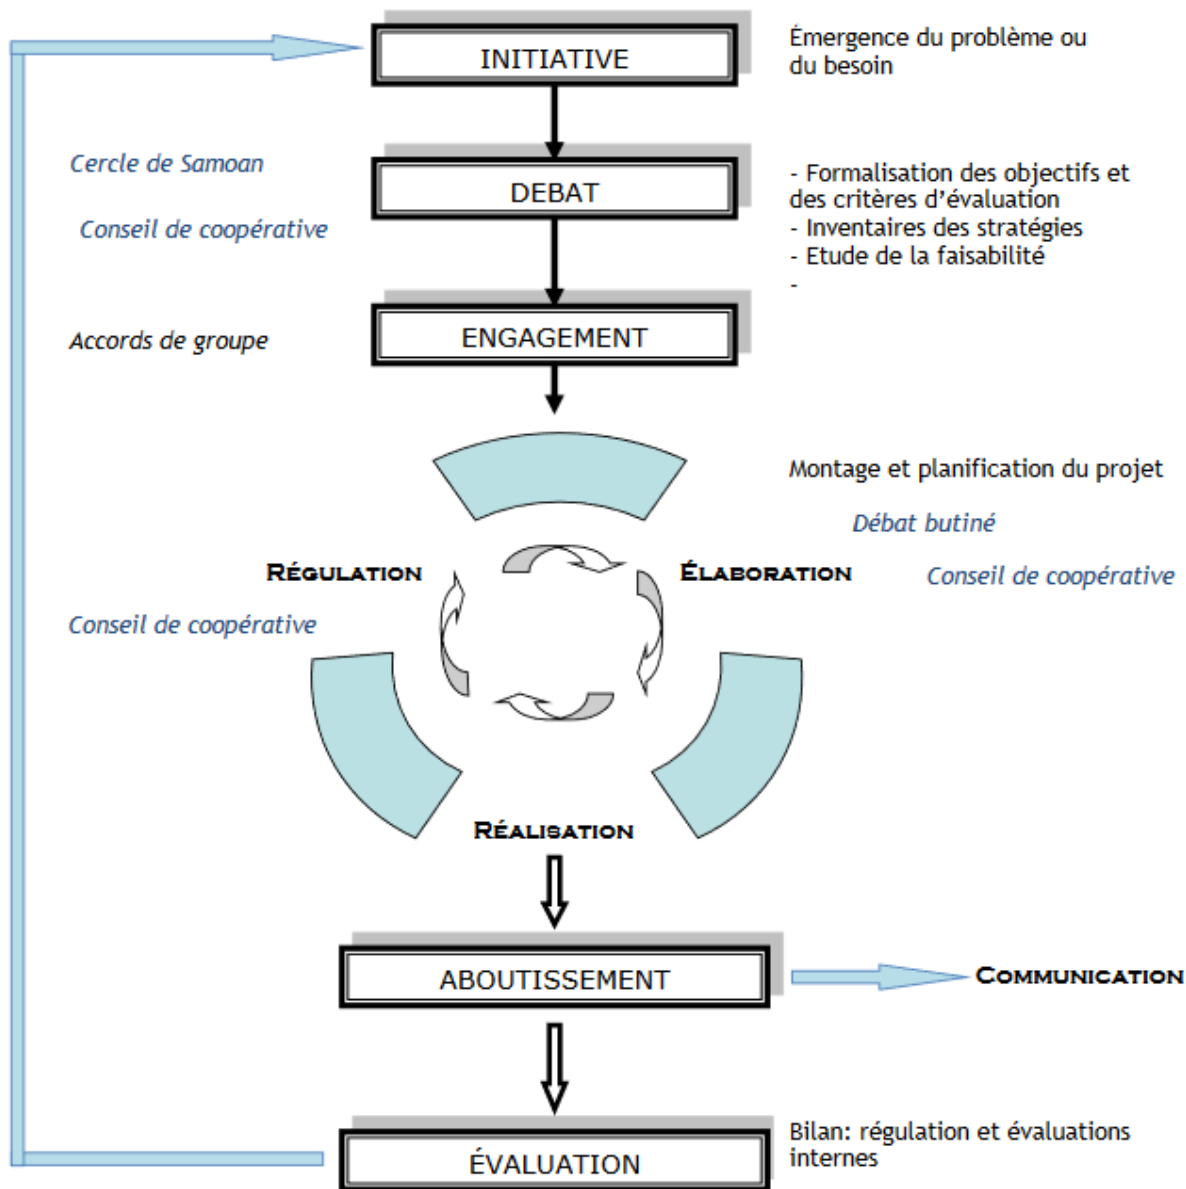 INITIATIVE
Émergence du problème ou
du besoin
Cercle de Samoan
Conseil de coopérative
DEBAT
- Formalisation des objectifs et
des critères d’évaluation
- Inventaires des stratégies
- Etude de la faisabilité
-
Accords de groupe
ENGAGEMENT
Montage et planification du projet
Débat butiné
RÉGULATION
ÉLABORATION
Conseil de coopérative
Conseil de coopérative
RÉALISATION
ABOUTISSEMENT
COMMUNICATION
ÉVALUATION
Bilan: régulation et évaluations
internes